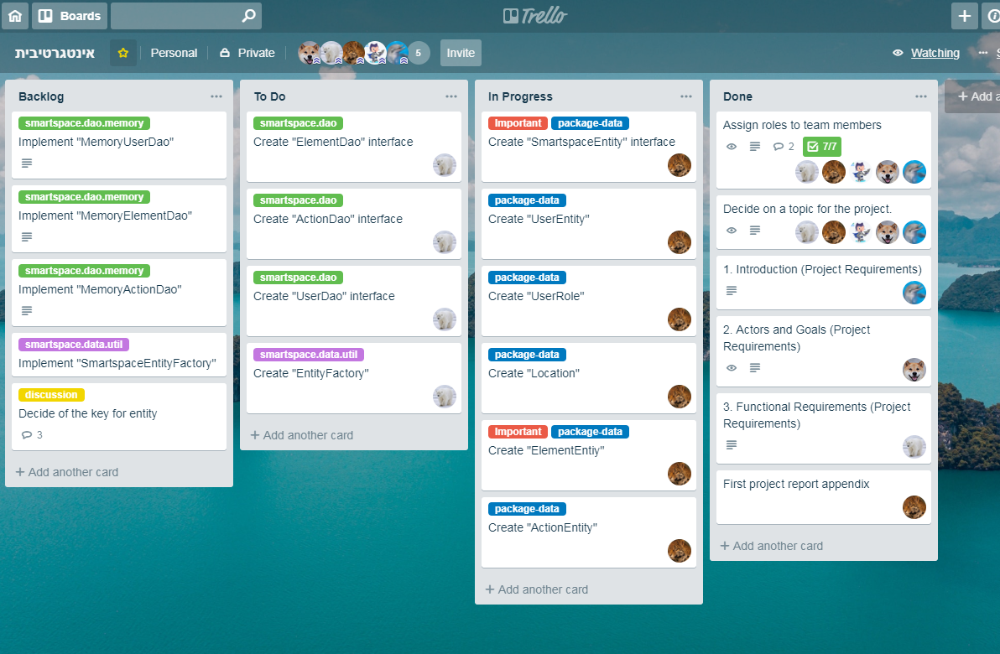 Boards
Trello
אינטגרטיבית
Personal
Private
5
Invite
Watching
Backlog
smartspace.dao.memory
Implement "MemoryUserDao"
smartspace.dao.memory
Implement "MemoryElementDao"
smartspace.dao.memory
Implement "MemoryActionDao"
smartspace.data.util
Implement "SmartspaceEntityFactory"
discussion
Decide of the key for entity
3
+ Add another card
To Do
smartspace.dao
Create "ElementDao" interface
smartspace.dao
Create "ActionDao" interface
smartspace.dao
Create "UserDao" interface
smartspace.data.util
Create "EntityFactory"
+ Add another card
In Progress
Important package-data
Create "SmartspaceEntity" interface
package-data
Create "UserEntity"
package-data
Create "UserRole"
package-data
Create "Location"
Important package-data
Create "ElementEntiy"
package-data
Create "ActionEntity"
+ Add another card
Done
Assign roles to team members
2 7/7
Decide on a topic for the project.
1. Introduction (Project Requirements)
2. Actors and Goals (Project
Requirements)
3. Functional Requirements (Project
Requirements)
First project report appendix
+ Add another card
+ Add a